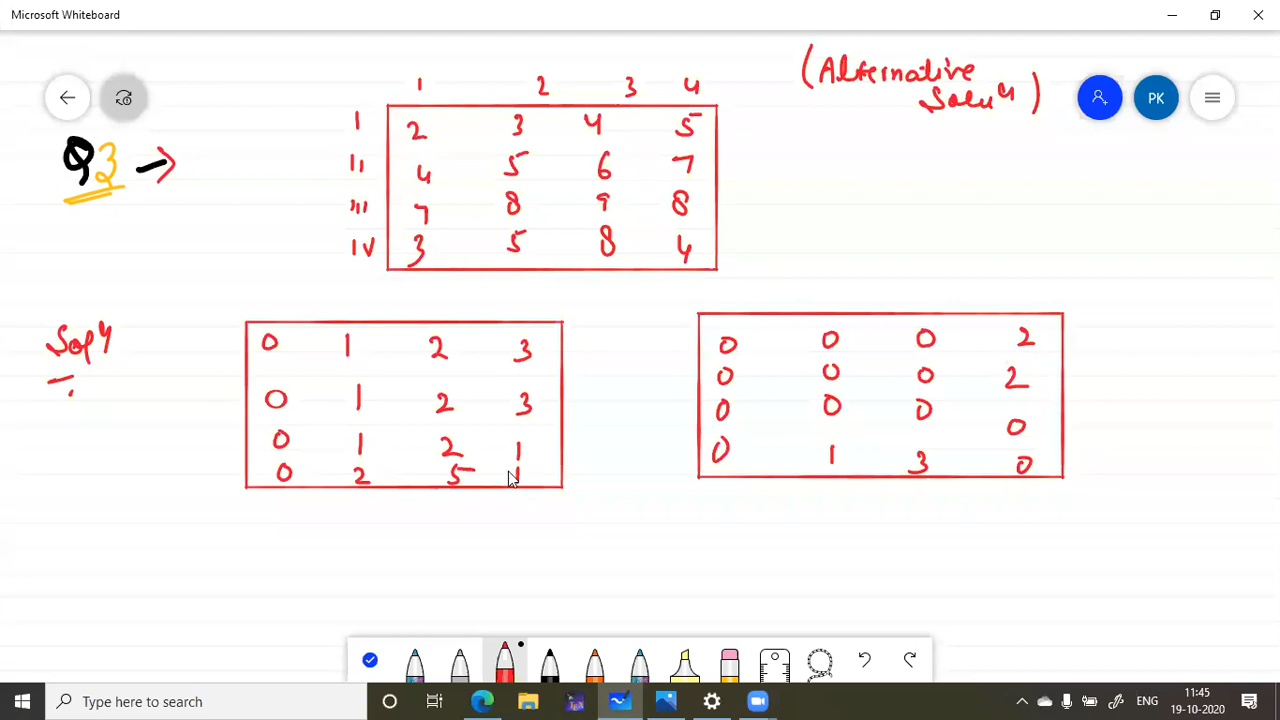 Microsoft Whiteboard
(Alternative
Soluⁿ)
PK
Q3 →
1 2 3 4
I 2 3 4 5
II 4 5 6 7
III 7 8 9 8
IV 3 5 8 4
Solⁿ
0 1 2 3
0 1 2 3
0 1 2 1
0 2 5 1
0 0 0 2
0 0 0 2
0 0 0 0
0 1 3 0
Type here to search
ENG
11:45
19-10-2020